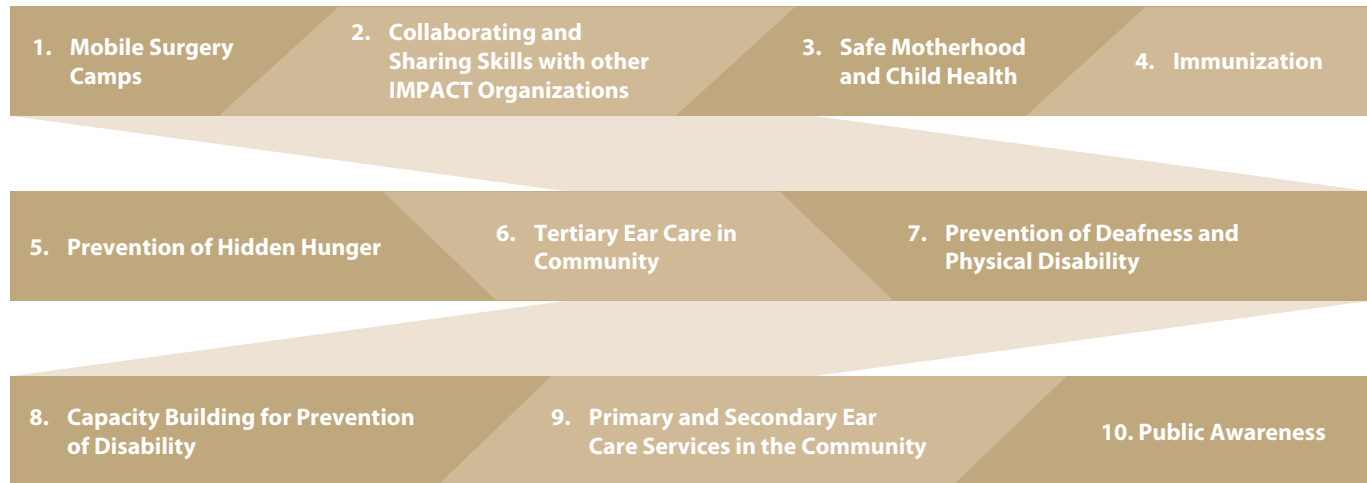 1. Mobile Surgery
Camps
2. Collaborating and
Sharing Skills with other
IMPACT Organizations
3. Safe Motherhood
and Child Health
4. Immunization
5. Prevention of Hidden Hunger
6. Tertiary Ear Care in
Community
7. Prevention of Deafness and
Physical Disability
8. Capacity Building for Prevention
of Disability
9. Primary and Secondary Ear
Care Services in the Community
10. Public Awareness